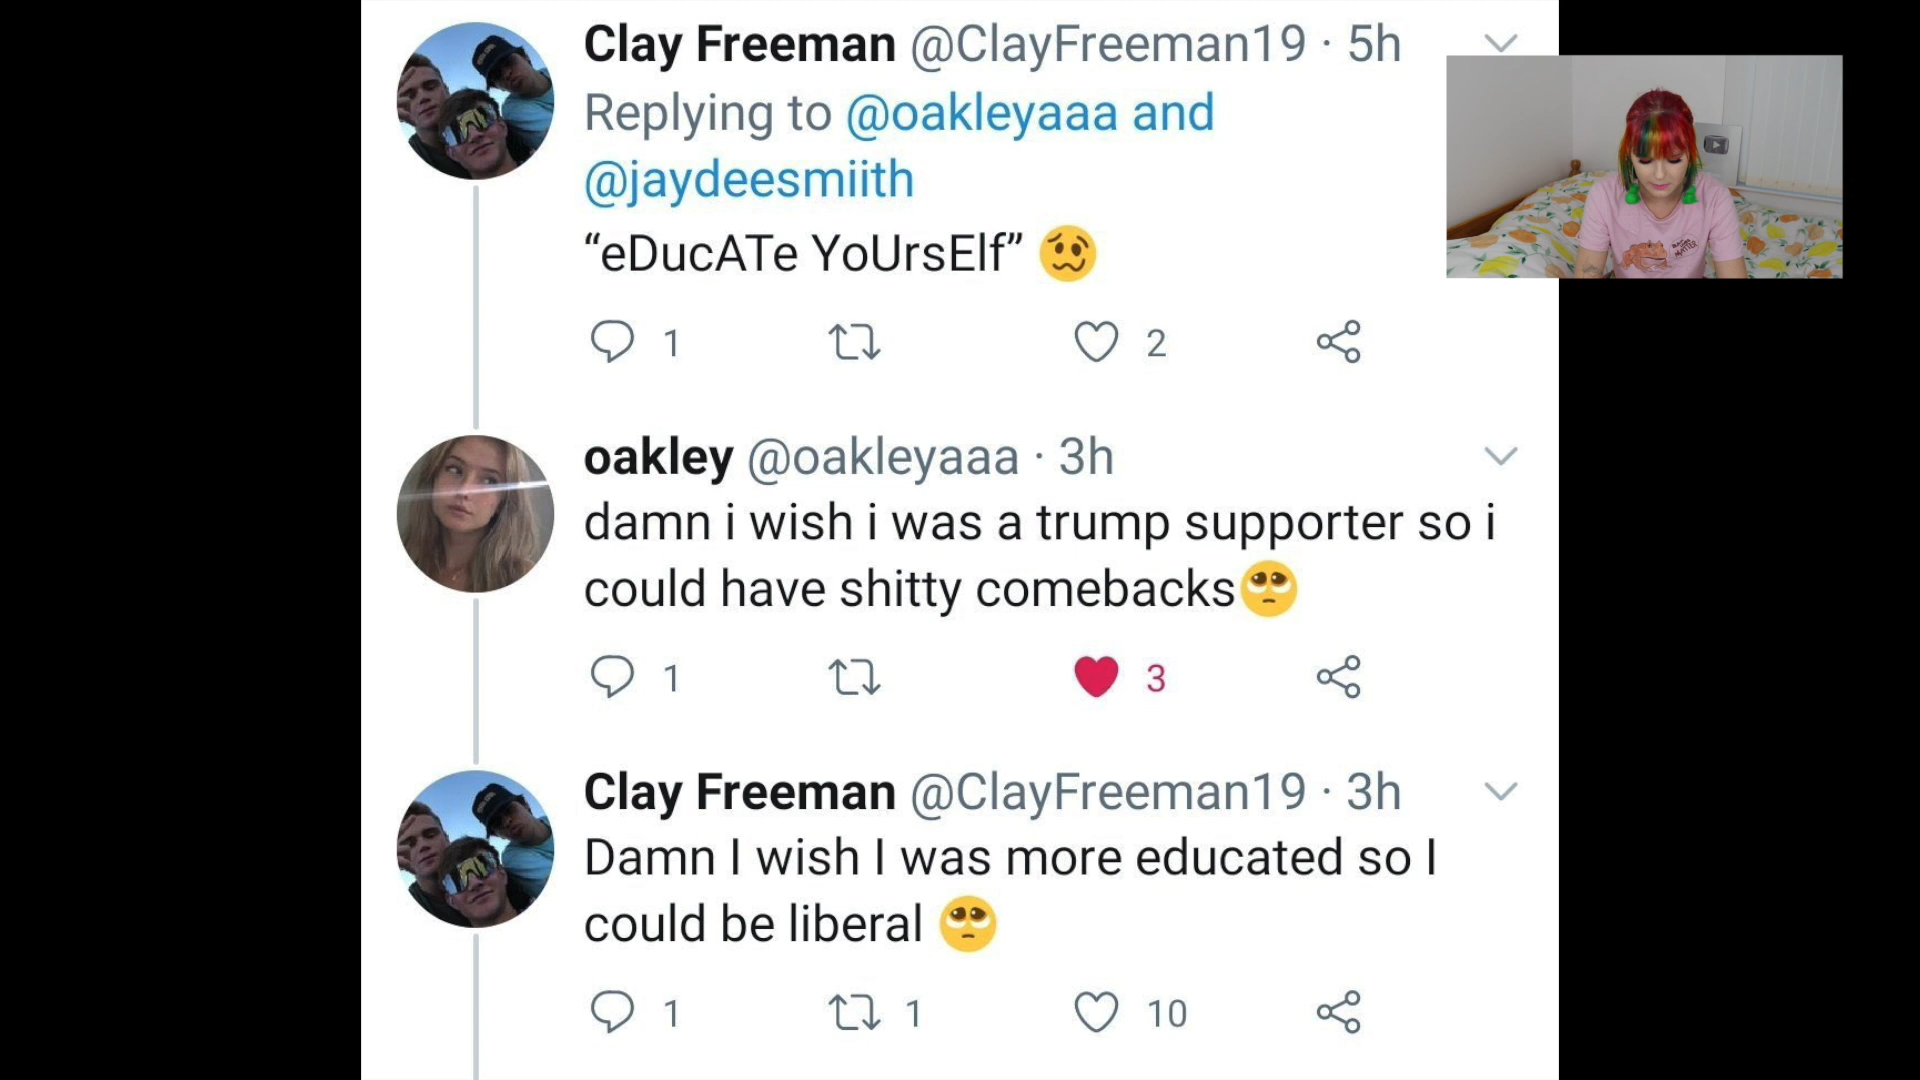 Clay Freeman @ClayFreeman19 · 5h
Replying to @oakleyaaa and
@jaydeesmiith
“eDucATe YoUrsElf” 🥴
1 2
oakley @oakleyaaa · 3h
damn i wish i was a trump supporter so i
could have shitty comebacks🥺
1 3
Clay Freeman @ClayFreeman19 · 3h
Damn I wish I was more educated so I
could be liberal 🥺
1 1 10